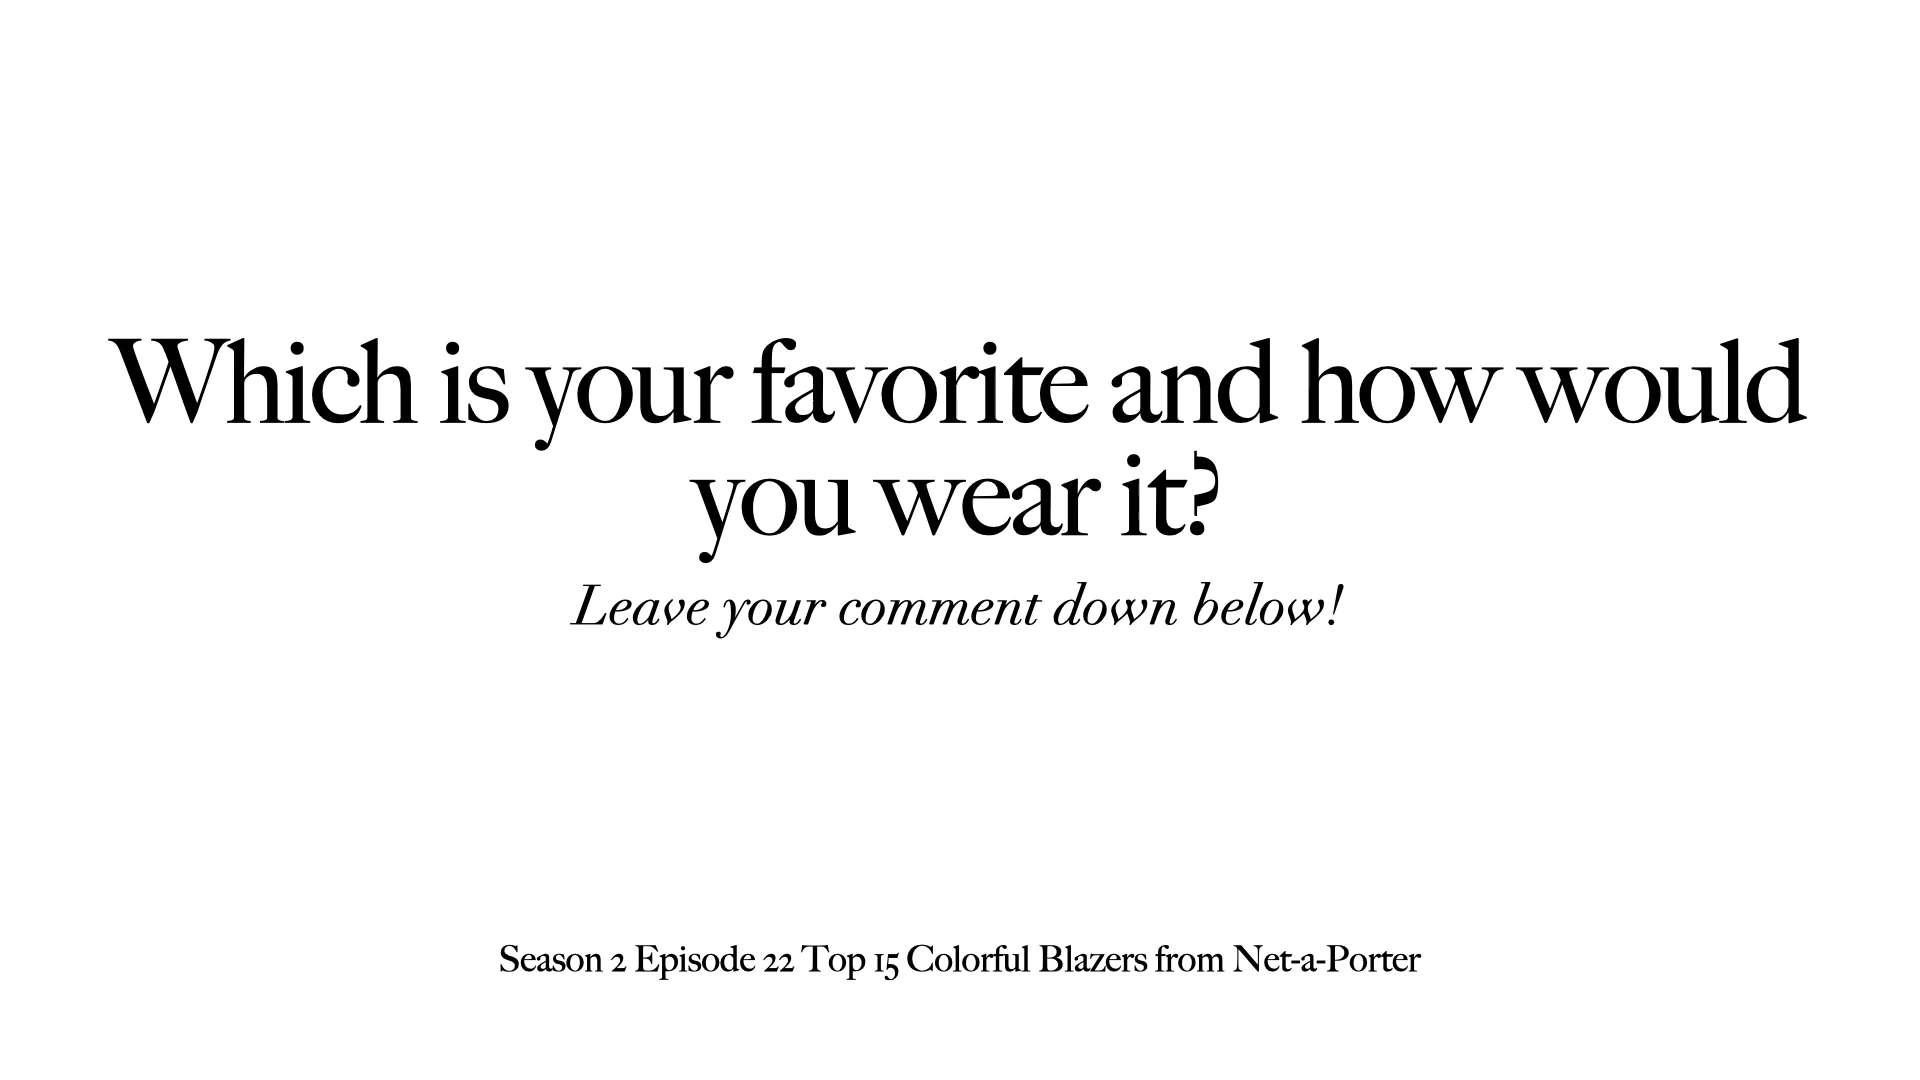 Which is your favorite and how would
you wear it?
Leave your comment down below!
Season 2 Episode 22 Top 15 Colorful Blazers from Net-a-Porter